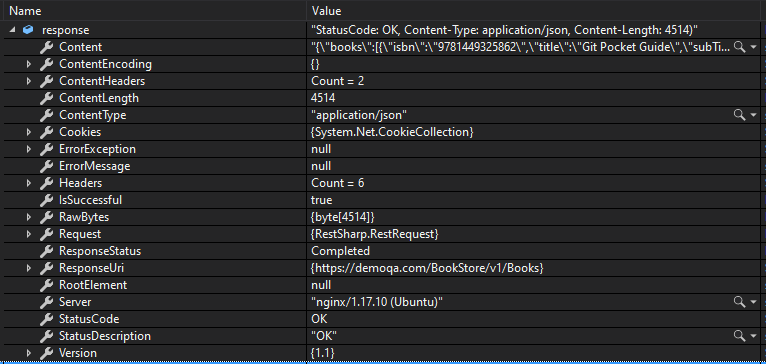 Name Value
response "StatusCode: OK, Content-Type: application/json, Content-Length: 4514)"
Content "{\"books\":[{\"isbn\":\"9781449325862\",\"title\":\"Git Pocket Guide\",\"subTi...
ContentEncoding {}
ContentHeaders Count = 2
ContentLength 4514
ContentType "application/json"
Cookies {System.Net.CookieCollection}
ErrorException null
ErrorMessage null
Headers Count = 6
IsSuccessful true
RawBytes {byte[4514]}
Request {RestSharp.RestRequest}
ResponseStatus Completed
ResponseUri {https://demoqa.com/BookStore/v1/Books}
RootElement null
Server "nginx/1.17.10 (Ubuntu)"
StatusCode OK
StatusDescription "OK"
Version {1.1}